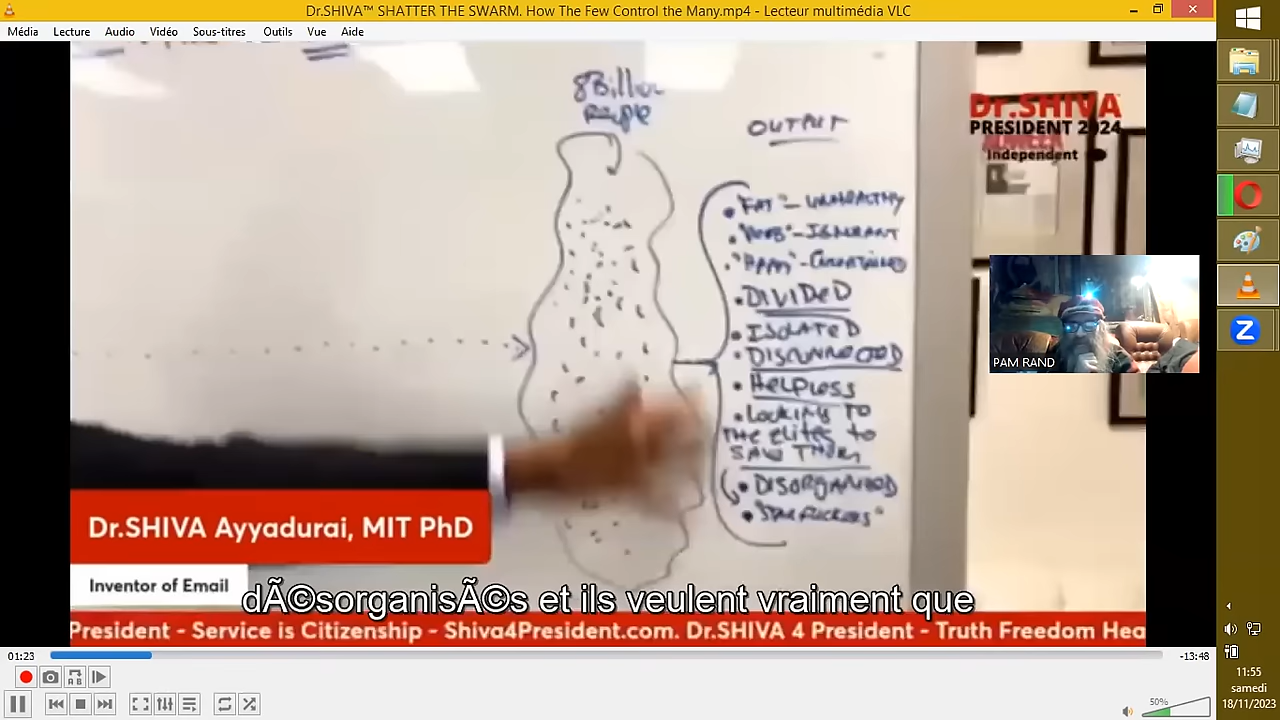 Dr.SHIVA™ SHATTER THE SWARM. How The Few Control the Many.mp4 - Lecteur multimédia VLC
Média Lecture Audio Vidéo Sous-titres Outils Vue Aide
8 Billion
People
OUTPUT
• "FAT" - UNHEALTHY
- IGNORANT
• DIVIDED
• ISOLATED
• DISCONNECTED
• HELPLESS
• LOOKING TO
THE ELITES TO
SAVE THEM
• DISORGANIZED
Dr.SHIVA
PRESIDENT 2024
Independent
PAM RAND
Dr.SHIVA Ayyadurai, MIT PhD
Inventor of Email
dÃ©sorganisÃ©s et ils veulent vraiment que
President - Service is Citizenship - Shiva4President.com. Dr.SHIVA 4 President - Truth Freedom Hea
01:23
-13:48
50%
11:55
samedi
18/11/2023